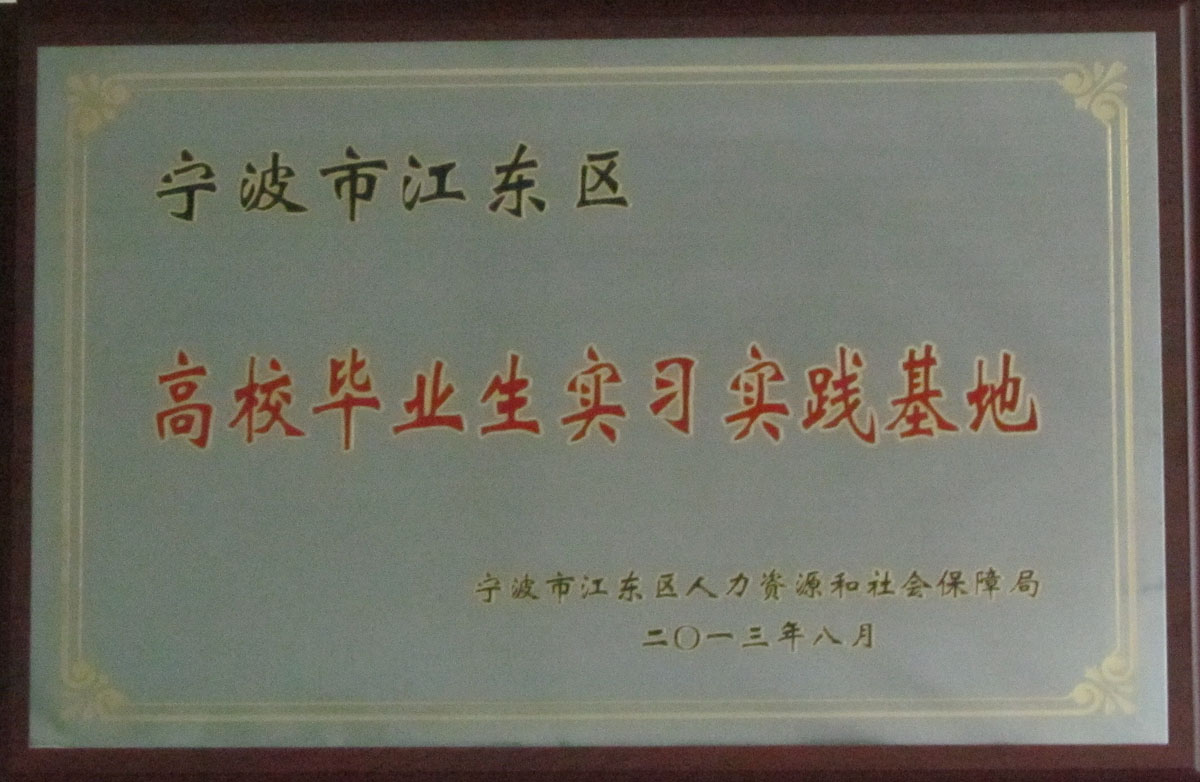 宁波市江东区
高校毕业生实习实践基地
宁波市江东区人力资源和社会保障局
二〇一三年八月